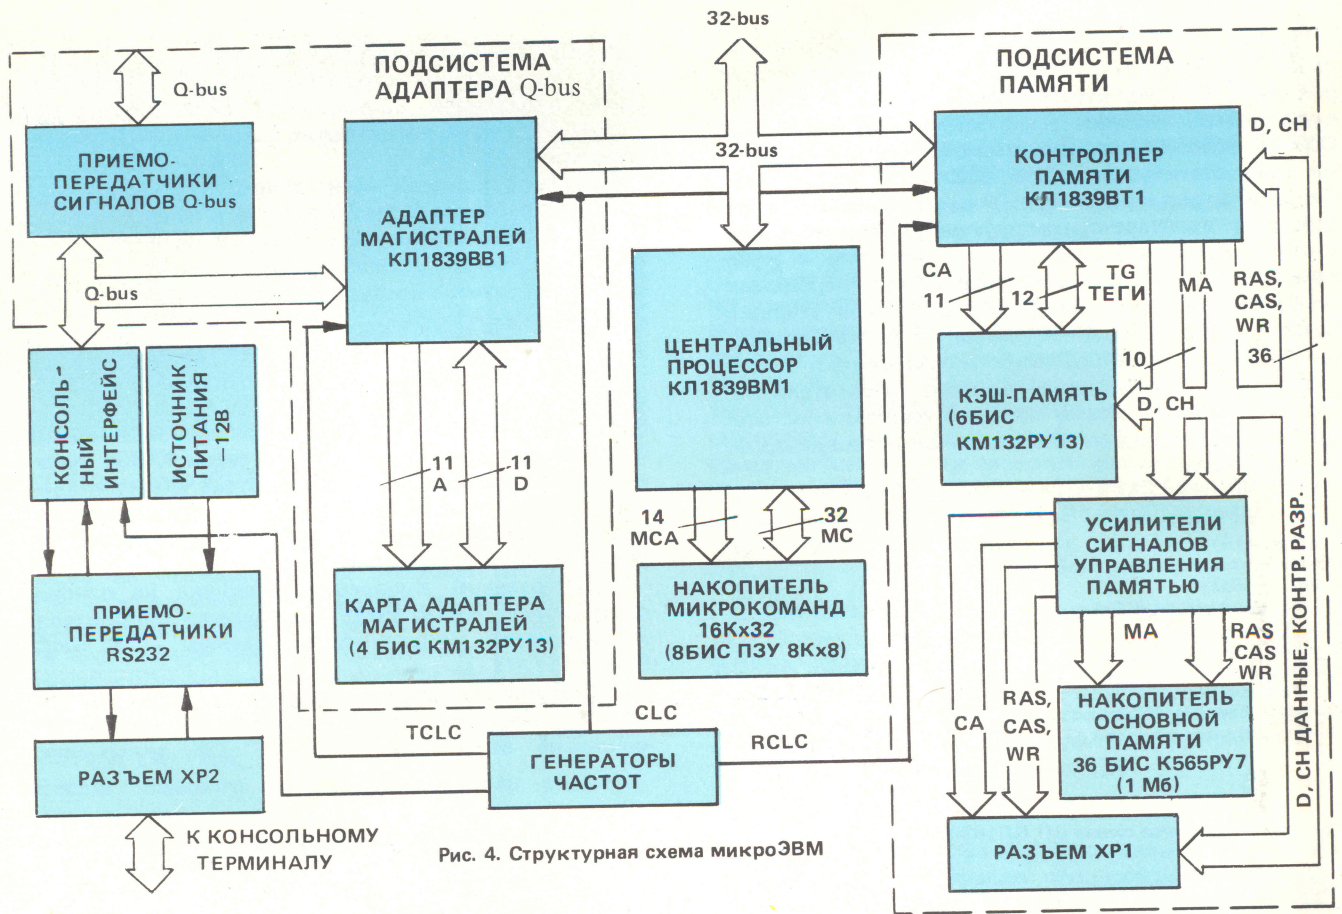 32-bus
ПОДСИСТЕМА
АДАПТЕРА Q-bus
ПОДСИСТЕМА
ПАМЯТИ
Q-bus
ПРИЕМО-
ПЕРЕДАТЧИКИ
СИГНАЛОВ Q-bus
АДАПТЕР
МАГИСТРАЛЕЙ
КЛ1839ВВ1
32-bus
КОНТРОЛЛЕР
ПАМЯТИ
КЛ1839ВТ1
D, CH
Q-bus
CA
11
12
TG
ТЕГИ
MA
RAS,
CAS,
WR
36
10
КОНСОЛЬ-
НЫЙ
ИНТЕРФЕЙС
ИСТОЧНИК
ПИТАНИЯ
—12В
ЦЕНТРАЛЬНЫЙ
ПРОЦЕССОР
КЛ1839ВМ1
КЭШ-ПАМЯТЬ
(6БИС
КМ132РУ13)
D, CH
11
A
11
D
14
MCA
32
MC
УСИЛИТЕЛИ
СИГНАЛОВ
УПРАВЛЕНИЯ
ПАМЯТЬЮ
D, CH ДАННЫЕ, КОНТР. РАЗР.
ПРИЕМО-
ПЕРЕДАТЧИКИ
RS232
КАРТА АДАПТЕРА
МАГИСТРАЛЕЙ
(4 БИС КМ132РУ13)
НАКОПИТЕЛЬ
МИКРОКОМАНД
16Кх32
(8БИС ПЗУ 8Кх8)
MA
RAS
CAS
WR
CA
RAS,
CAS,
WR
НАКОПИТЕЛЬ
ОСНОВНОЙ
ПАМЯТИ
36 БИС К565РУ7
(1 Мб)
TCLC
CLC
RCLC
РАЗЪЕМ ХР2
ГЕНЕРАТОРЫ
ЧАСТОТ
К КОНСОЛЬНОМУ
ТЕРМИНАЛУ
РАЗЪЕМ ХР1
Рис. 4. Структурная схема микроЭВМ